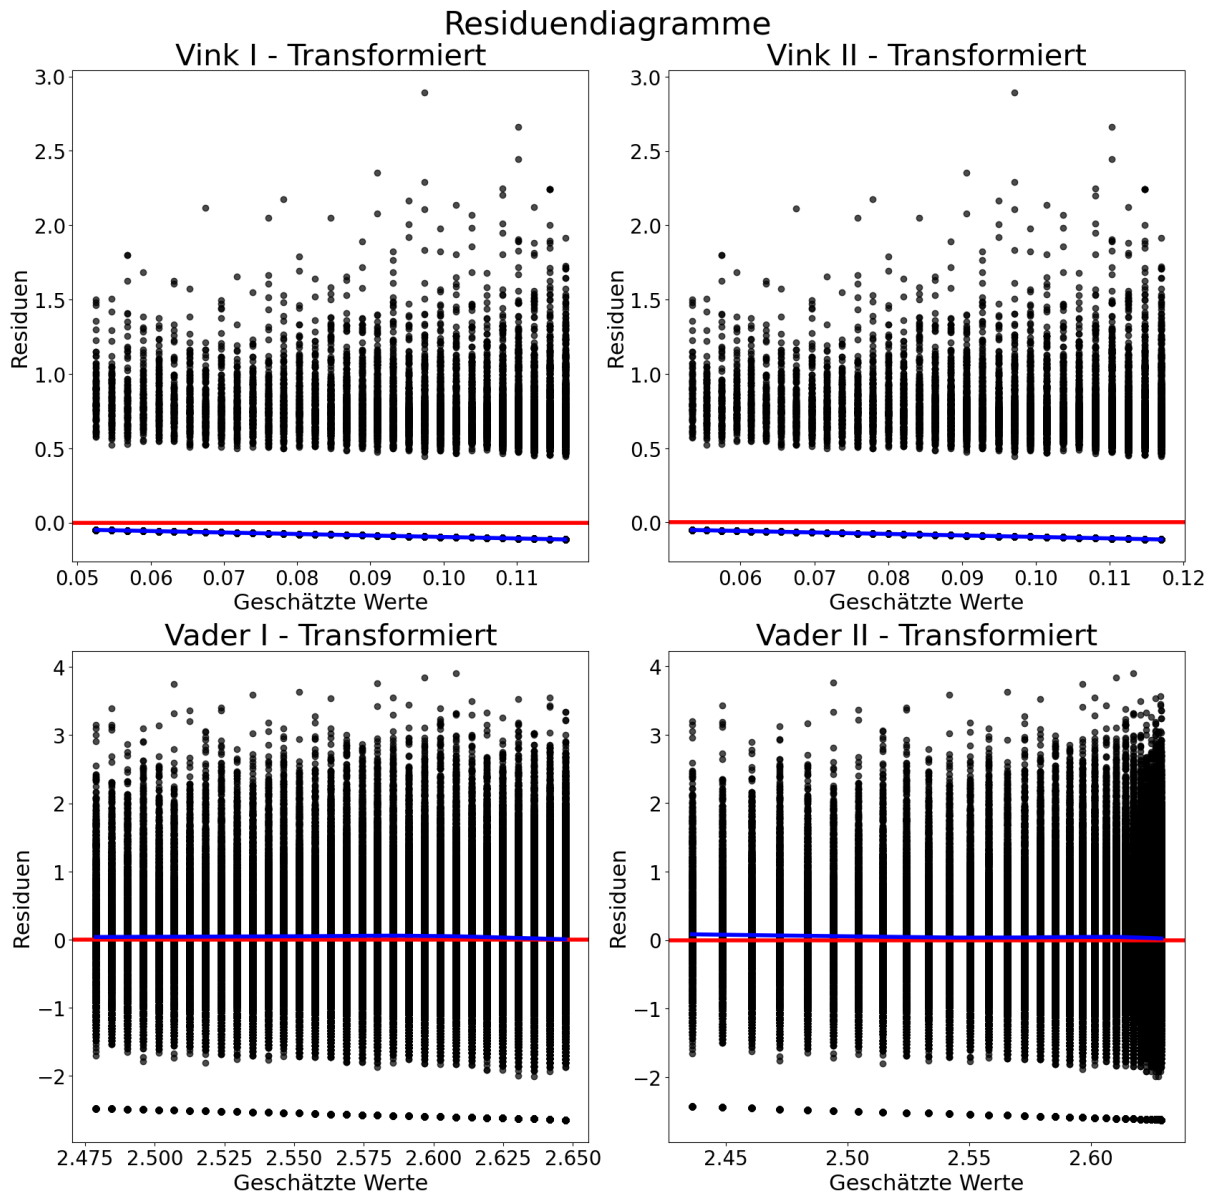 Residuendiagramme
Vink I - Transformiert
Vink II - Transformiert
3.0
2.5
2.0
1.5
1.0
0.5
0.0
Residuen
0.05 0.06 0.07 0.08 0.09 0.10 0.11
Geschätzte Werte
3.0
2.5
2.0
1.5
1.0
0.5
0.0
Residuen
0.06 0.07 0.08 0.09 0.10 0.11 0.12
Geschätzte Werte
Vader I - Transformiert
Vader II - Transformiert
4
3
2
1
0
−1
−2
Residuen
2.475 2.500 2.525 2.550 2.575 2.600 2.625 2.650
Geschätzte Werte
4
3
2
1
0
−1
−2
Residuen
2.45 2.50 2.55 2.60
Geschätzte Werte